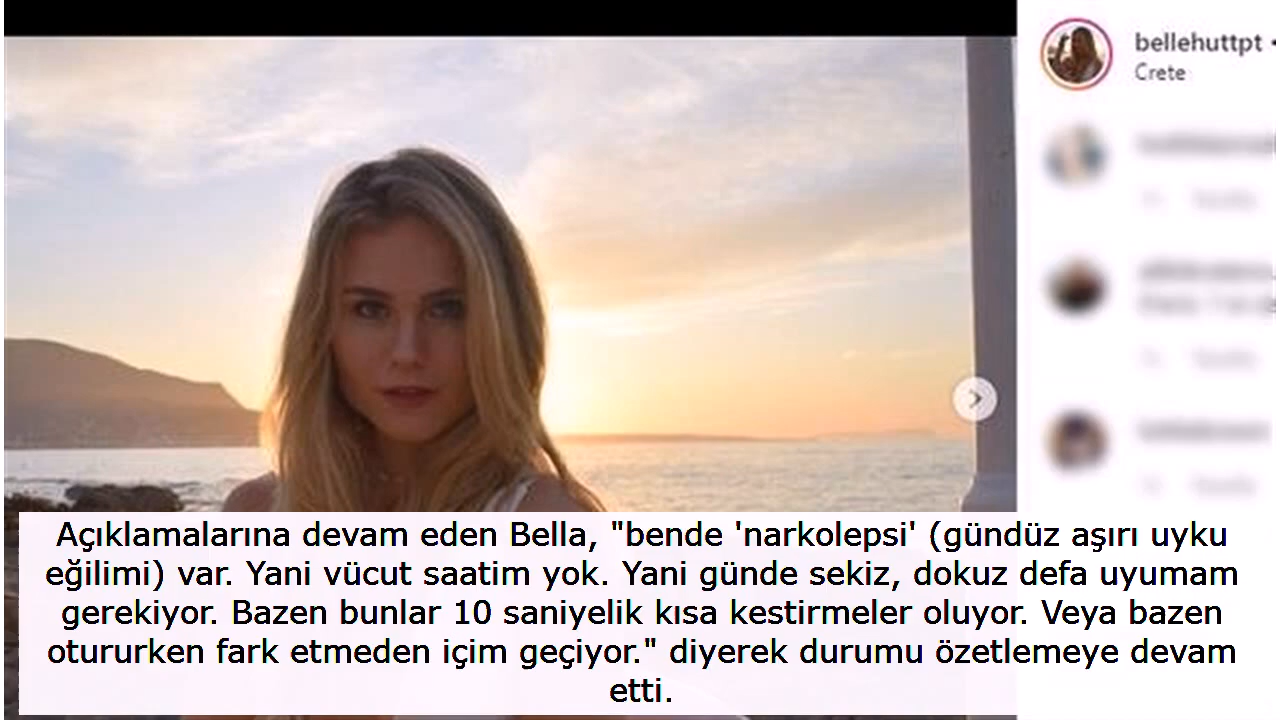 bellehuttpt
Crete
Açıklamalarına devam eden Bella, "bende 'narkolepsi' (gündüz aşırı uyku
eğilimi) var. Yani vücut saatim yok. Yani günde sekiz, dokuz defa uyumam
gerekiyor. Bazen bunlar 10 saniyelik kısa kestirmeler oluyor. Veya bazen
otururken fark etmeden içim geçiyor." diyerek durumu özetlemeye devam
etti.